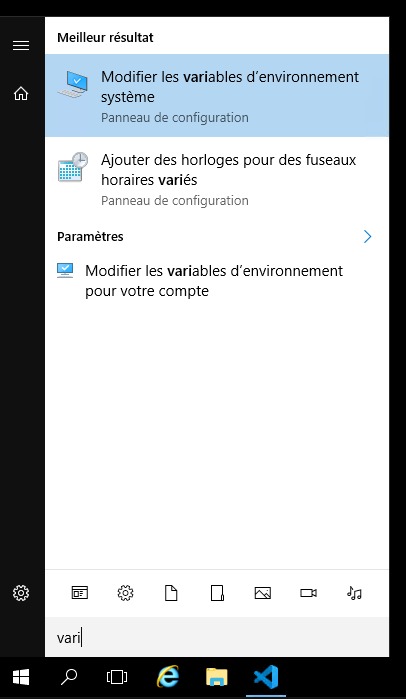 Meilleur résultat
Modifier les variables d’environnement
système
Panneau de configuration
Ajouter des horloges pour des fuseaux
horaires variés
Panneau de configuration
Paramètres
Modifier les variables d’environnement
pour votre compte
vari